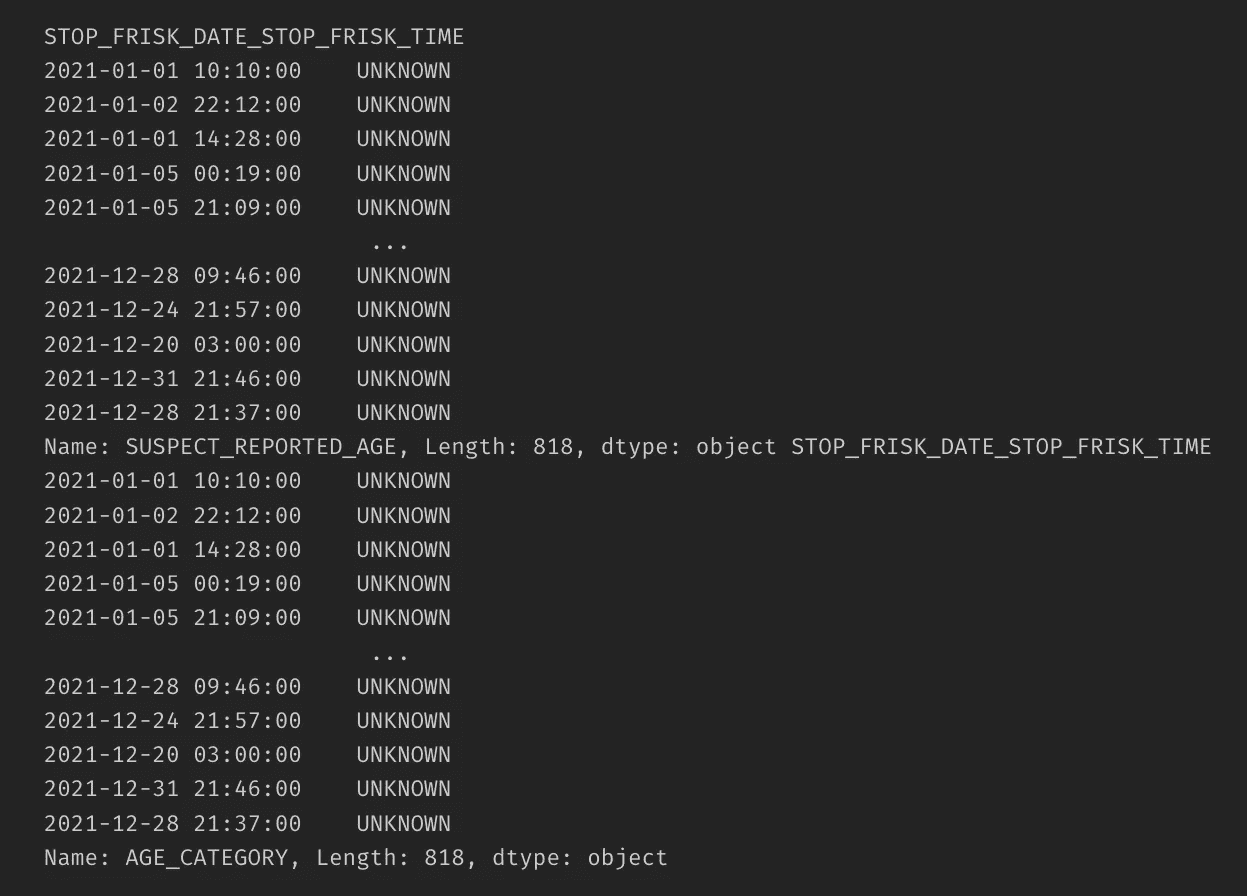 STOP_FRISK_DATE_STOP_FRISK_TIME
2021-01-01 10:10:00    UNKNOWN
2021-01-02 22:12:00    UNKNOWN
2021-01-01 14:28:00    UNKNOWN
2021-01-05 00:19:00    UNKNOWN
2021-01-05 21:09:00    UNKNOWN
...
2021-12-28 09:46:00    UNKNOWN
2021-12-24 21:57:00    UNKNOWN
2021-12-20 03:00:00    UNKNOWN
2021-12-31 21:46:00    UNKNOWN
2021-12-28 21:37:00    UNKNOWN
Name: SUSPECT_REPORTED_AGE, Length: 818, dtype: object STOP_FRISK_DATE_STOP_FRISK_TIME
2021-01-01 10:10:00    UNKNOWN
2021-01-02 22:12:00    UNKNOWN
2021-01-01 14:28:00    UNKNOWN
2021-01-05 00:19:00    UNKNOWN
2021-01-05 21:09:00    UNKNOWN
...
2021-12-28 09:46:00    UNKNOWN
2021-12-24 21:57:00    UNKNOWN
2021-12-20 03:00:00    UNKNOWN
2021-12-31 21:46:00    UNKNOWN
2021-12-28 21:37:00    UNKNOWN
Name: AGE_CATEGORY, Length: 818, dtype: object